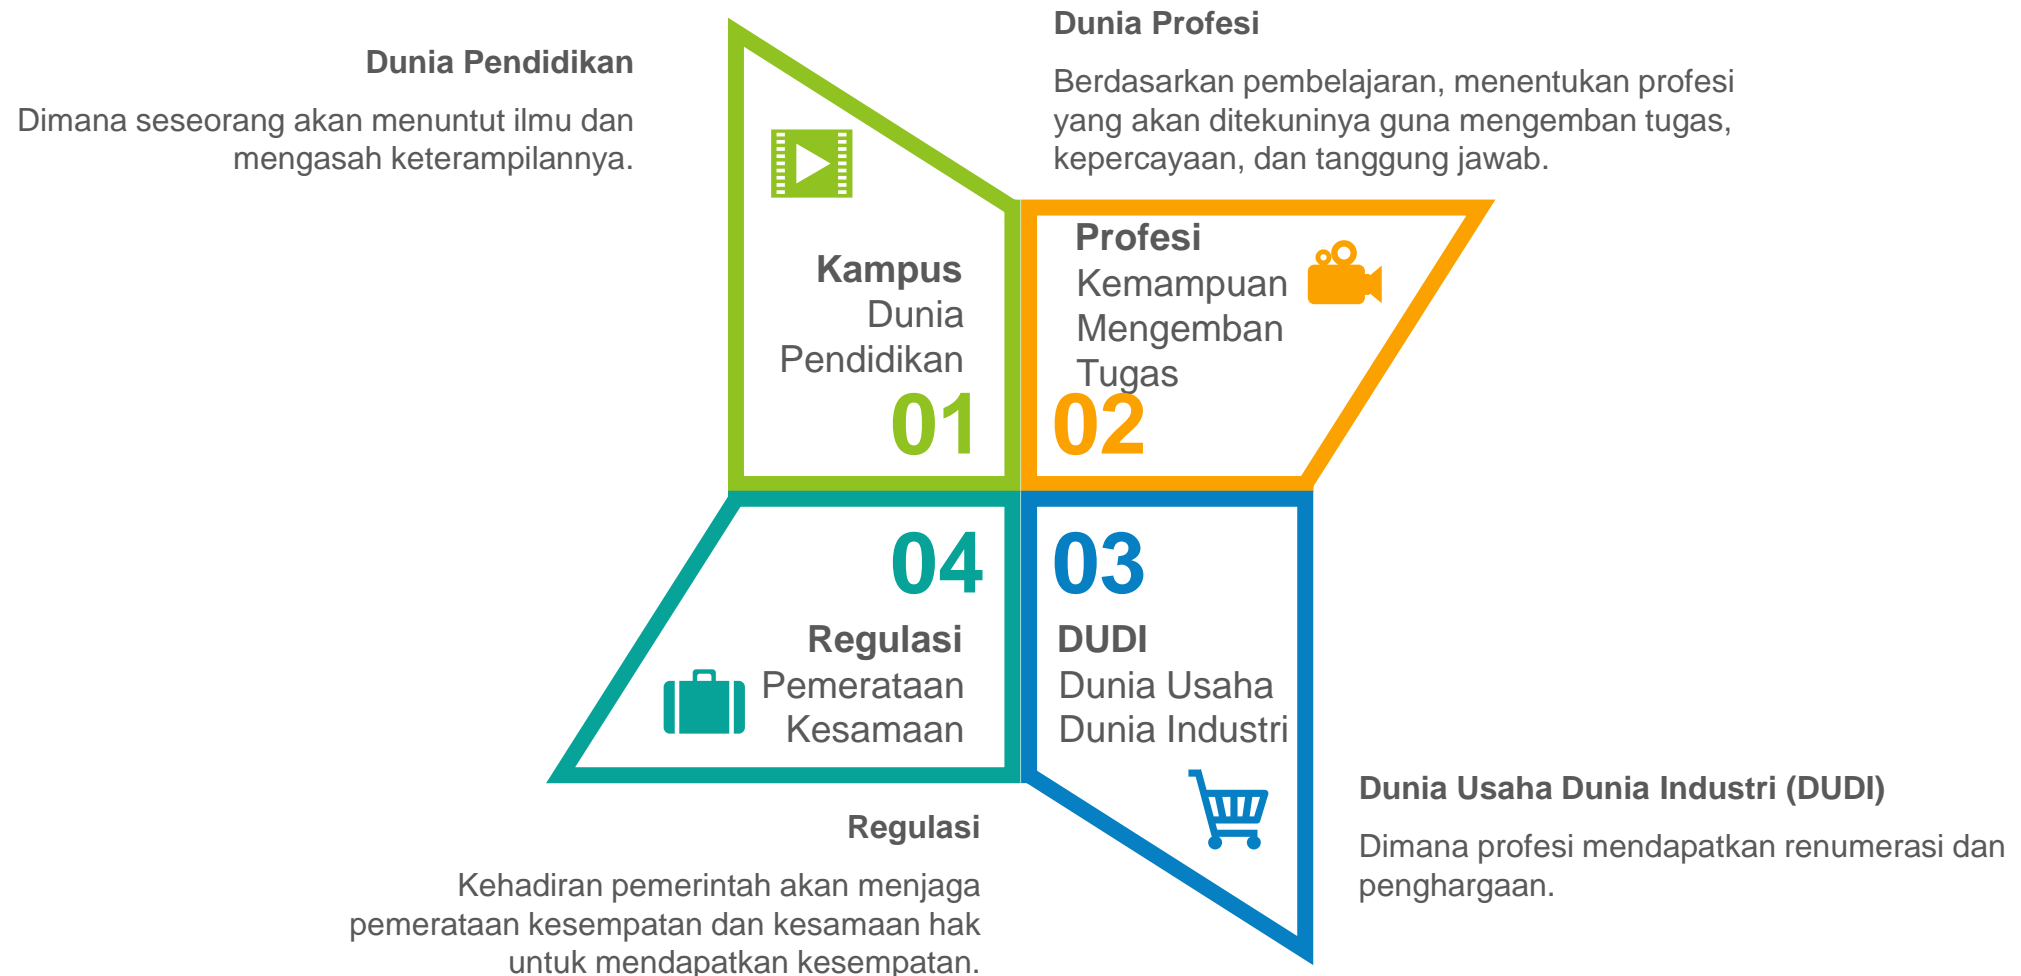 Dunia Pendidikan
Dimana seseorang akan menuntut ilmu dan
mengasah keterampilannya.
Dunia Profesi
Berdasarkan pembelajaran, menentukan profesi
yang akan ditekuninya guna mengemban tugas,
kepercayaan, dan tanggung jawab.
Kampus
Dunia
Pendidikan
01
Profesi
Kemampuan
Mengemban
Tugas
02
04
Regulasi
Pemerataan
Kesamaan
03
DUDI
Dunia Usaha
Dunia Industri
Regulasi
Kehadiran pemerintah akan menjaga
pemerataan kesempatan dan kesamaan hak
untuk mendapatkan kesempatan.
Dunia Usaha Dunia Industri (DUDI)
Dimana profesi mendapatkan renumerasi dan
penghargaan.